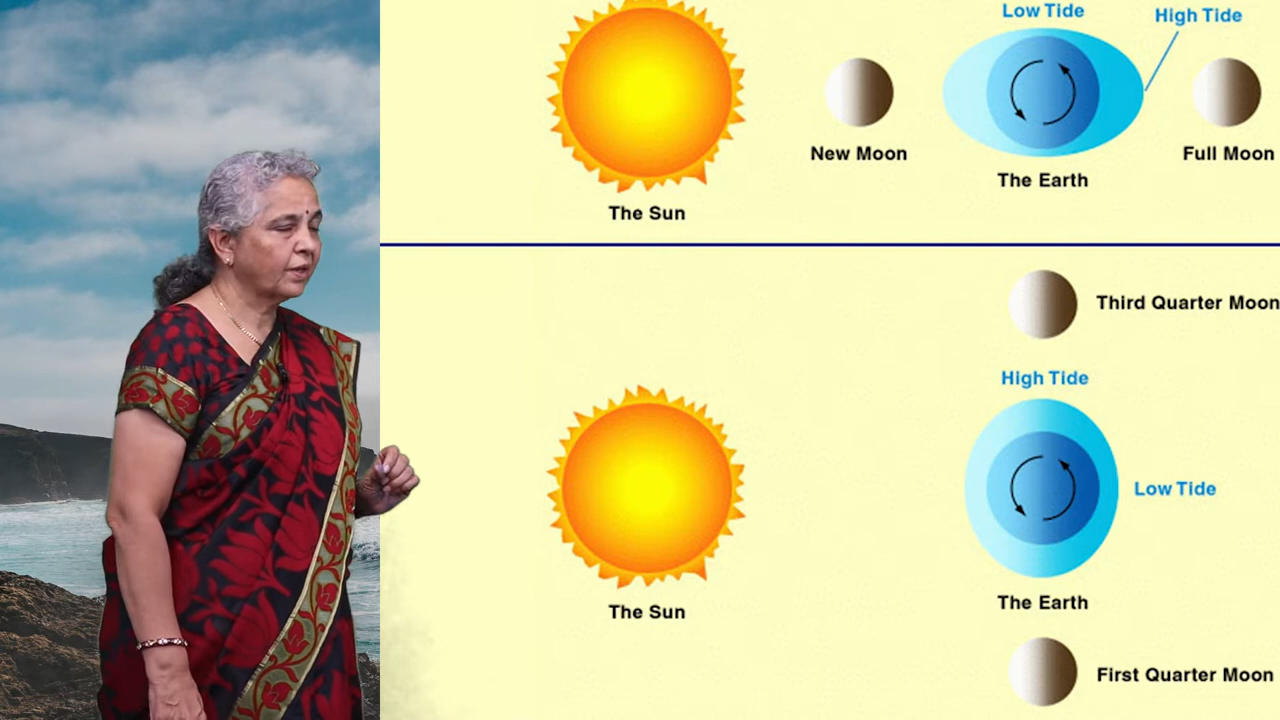 Low Tide
High Tide
New Moon
Full Moon
The Earth
The Sun
Third Quarter Moon
High Tide
Low Tide
The Earth
The Sun
First Quarter Moon